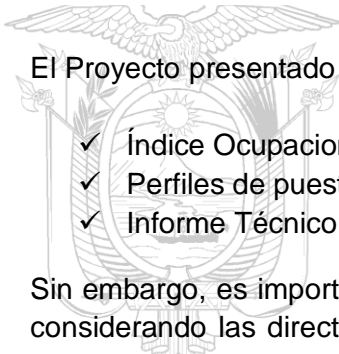 El Proyecto presentado
✓ Índice Ocupacion
✓ Perfiles de puest
✓ Informe Técnico
Sin embargo, es import
considerando las direct